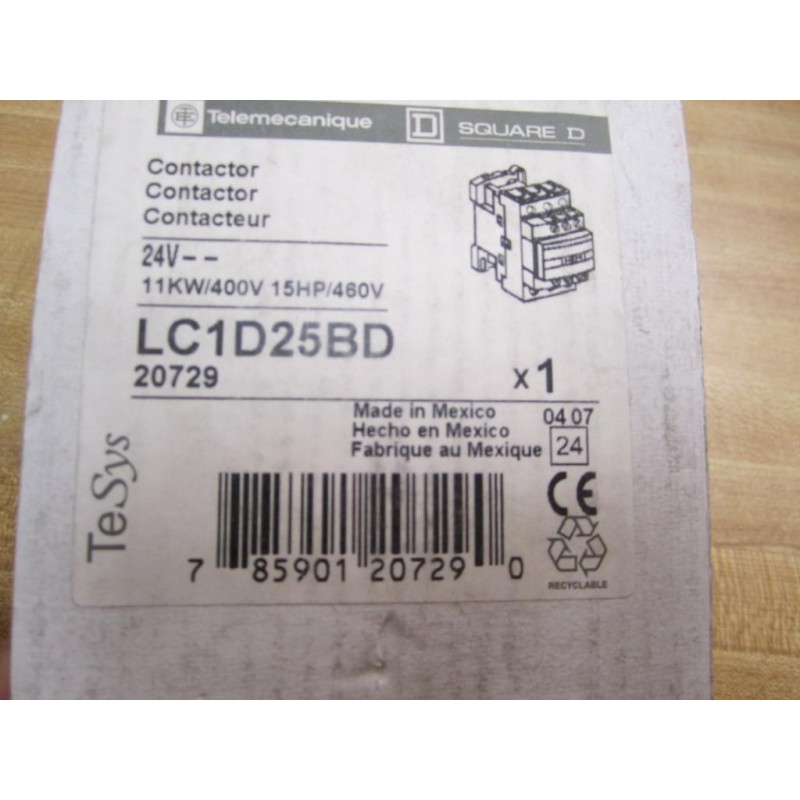 Telemecanique D SQUARE D
Contactor
Contactor
Contacteur
24V--
11KW/400V 15HP/460V
LC1D25BD
20729
x1
Made in Mexico
Hecho en Mexico
Fabrique au Mexique
04 07
24
TeSys
CE
7 85901 20729 0
RECYCLABLE